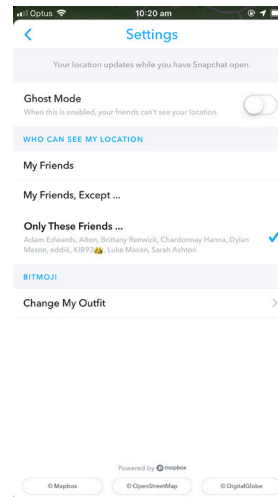 Optus 10:20 am
Settings
Your location updates while you have Snapchat open.
Ghost Mode
When this is enabled, your friends can't see your location.
WHO CAN SEE MY LOCATION
My Friends
My Friends, Except ...
Only These Friends ...
Adam Edwards, Alton, Brittany Renwick, Chardonnay Hanna, Dylan
Mason, eddié, KIB93👑, Luke Mason, Sarah Ashton
BITMOJI
Change My Outfit
Powered by mapbox
© Mapbox © OpenStreetMap © DigitalGlobe